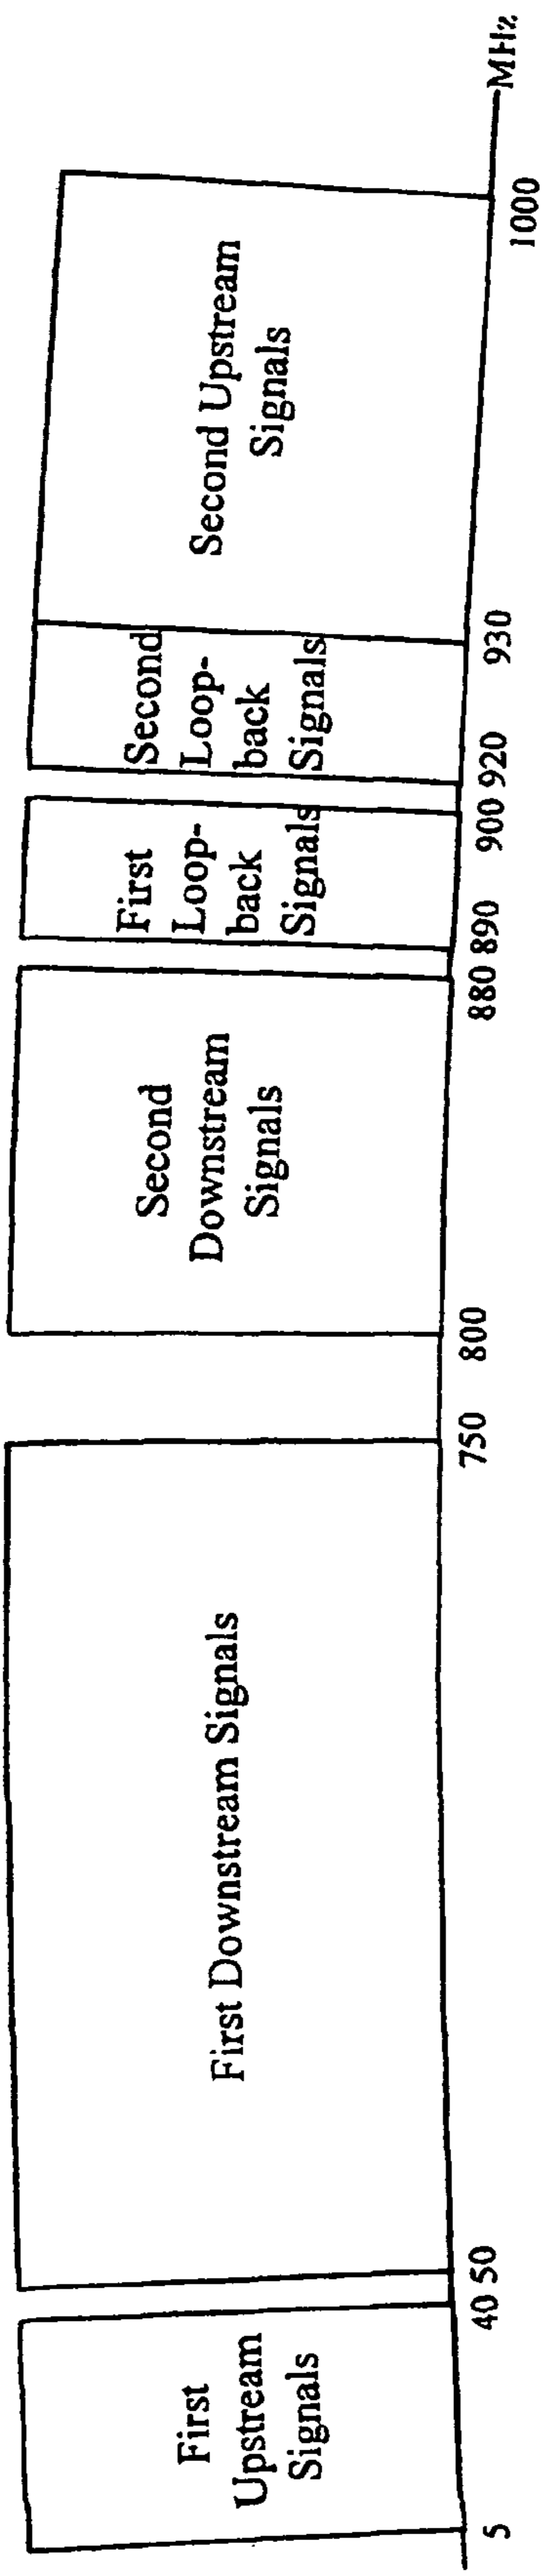 First
Upstream
Signals
First Downstream Signals
Second
Downstream
Signals
First
Loop-
back
Signals
Second
Loop-
back
Signals
Second Upstream
Signals
5
40 50
750
800
880 890
900 920
930
1000
MHz